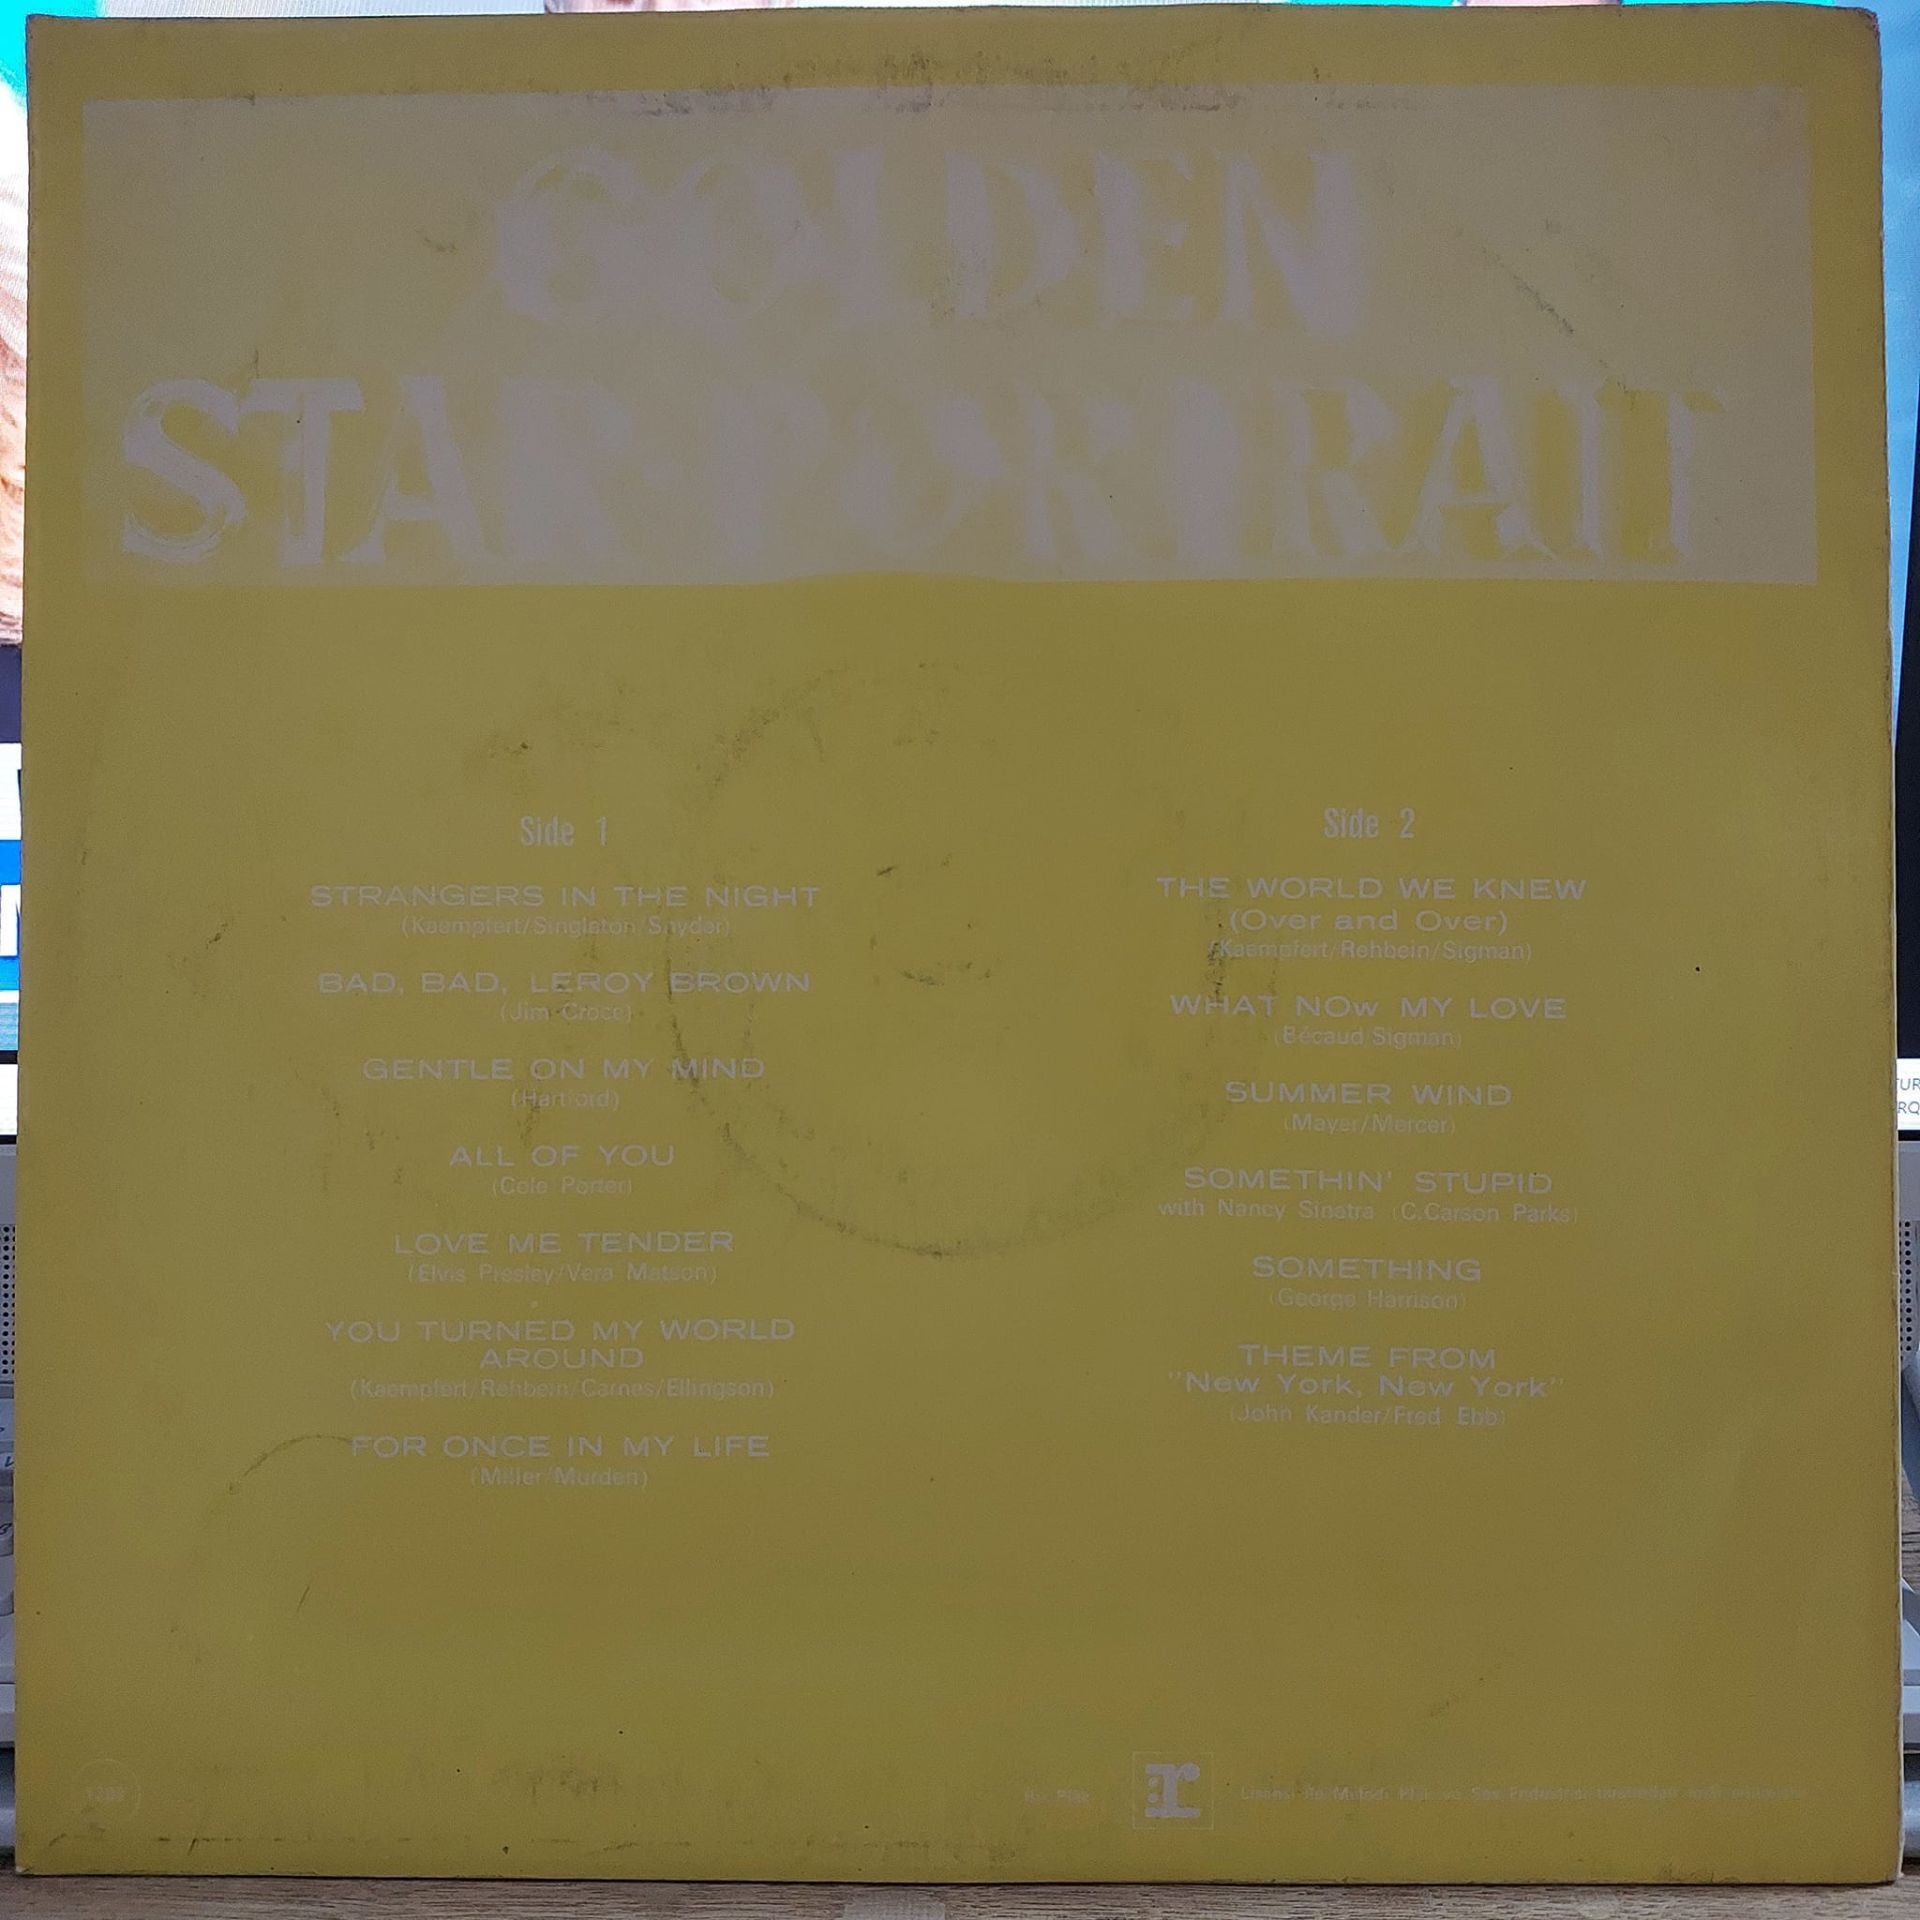 GOLDEN
STAR PORTRAIT
Side 1
STRANGERS IN THE NIGHT
(Kaempfert/Singleton/Snyder)
BAD, BAD, LEROY BROWN
(Jim Croce)
GENTLE ON MY MIND
(Hartford)
ALL OF YOU
(Cole Porter)
LOVE ME TENDER
(Elvis Presley/Vera Matson)
YOU TURNED MY WORLD
AROUND
(Kaempfert/Rehbein/Carnes/Ellingson)
FOR ONCE IN MY LIFE
(Miller/Murden)
Side 2
THE WORLD WE KNEW
(Over and Over)
(Kaempfert/Rehbein/Sigman)
WHAT NOw MY LOVE
(Bécaud/Sigman)
SUMMER WIND
(Mayer/Mercer)
SOMETHIN' STUPID
with Nancy Sinatra (C.Carson Parks)
SOMETHING
(George Harrison)
THEME FROM
"New York, New York"
(John Kander/Fred Ebb)
r